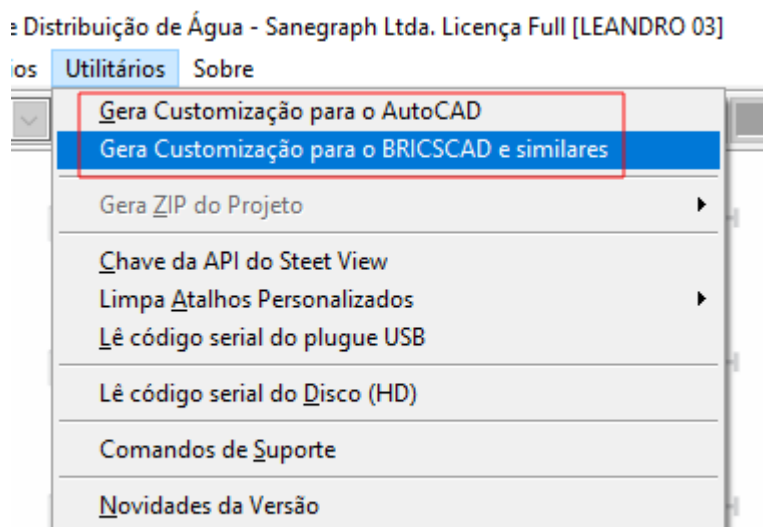 e Distribuição de Água - Sanegraph Ltda. Licença Full [LEANDRO 03]
ios Utilitários Sobre
Gera Customização para o AutoCAD
Gera Customização para o BRICSCAD e similares
Gera ZIP do Projeto
Chave da API do Steet View
Limpa Atalhos Personalizados
Lê código serial do plugue USB
Lê código serial do Disco (HD)
Comandos de Suporte
Novidades da Versão